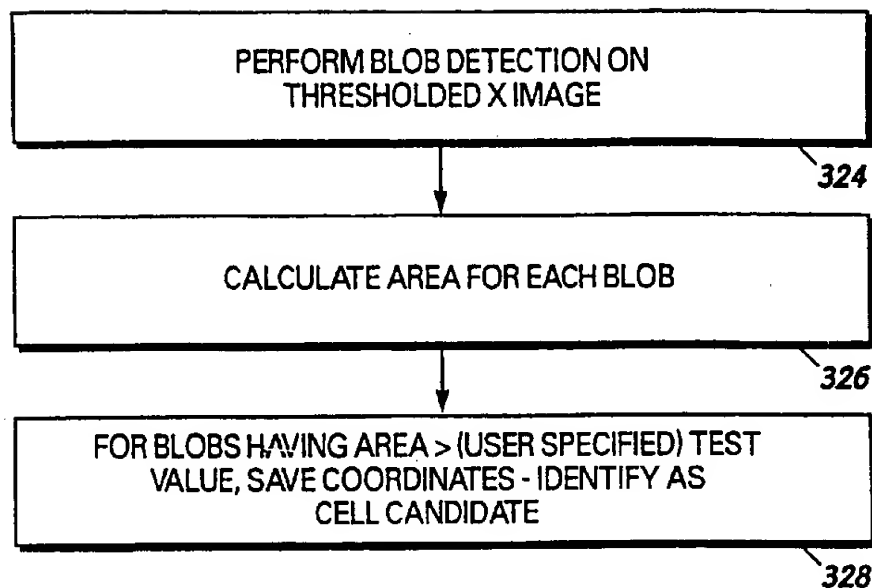 PERFORM BLOB DETECTION ON
THRESHOLDED X IMAGE
324
CALCULATE AREA FOR EACH BLOB
326
FOR BLOBS HAVING AREA > (USER SPECIFIED) TEST
VALUE, SAVE COORDINATES - IDENTIFY AS
CELL CANDIDATE
328